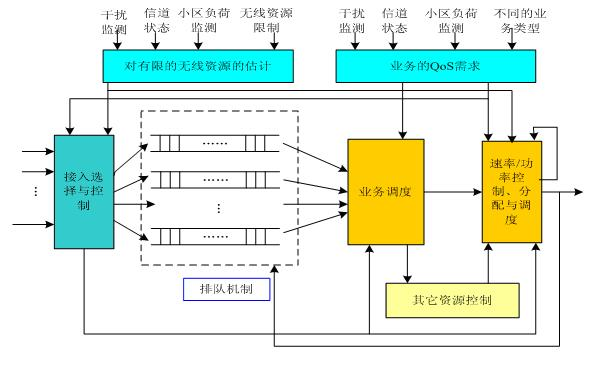 干扰 信道 小区负荷 无线资源 干扰 信道 小区负荷 不同的业
监测 状态 监测 限制 监测 状态 监测 务类型
对有限的无线资源的估计 业务的QoS需求
接入选
择与控
制
......
......
...
......
排队机制
业务调度
速率/功
率控
制、分
配与调
度
其它资源控制